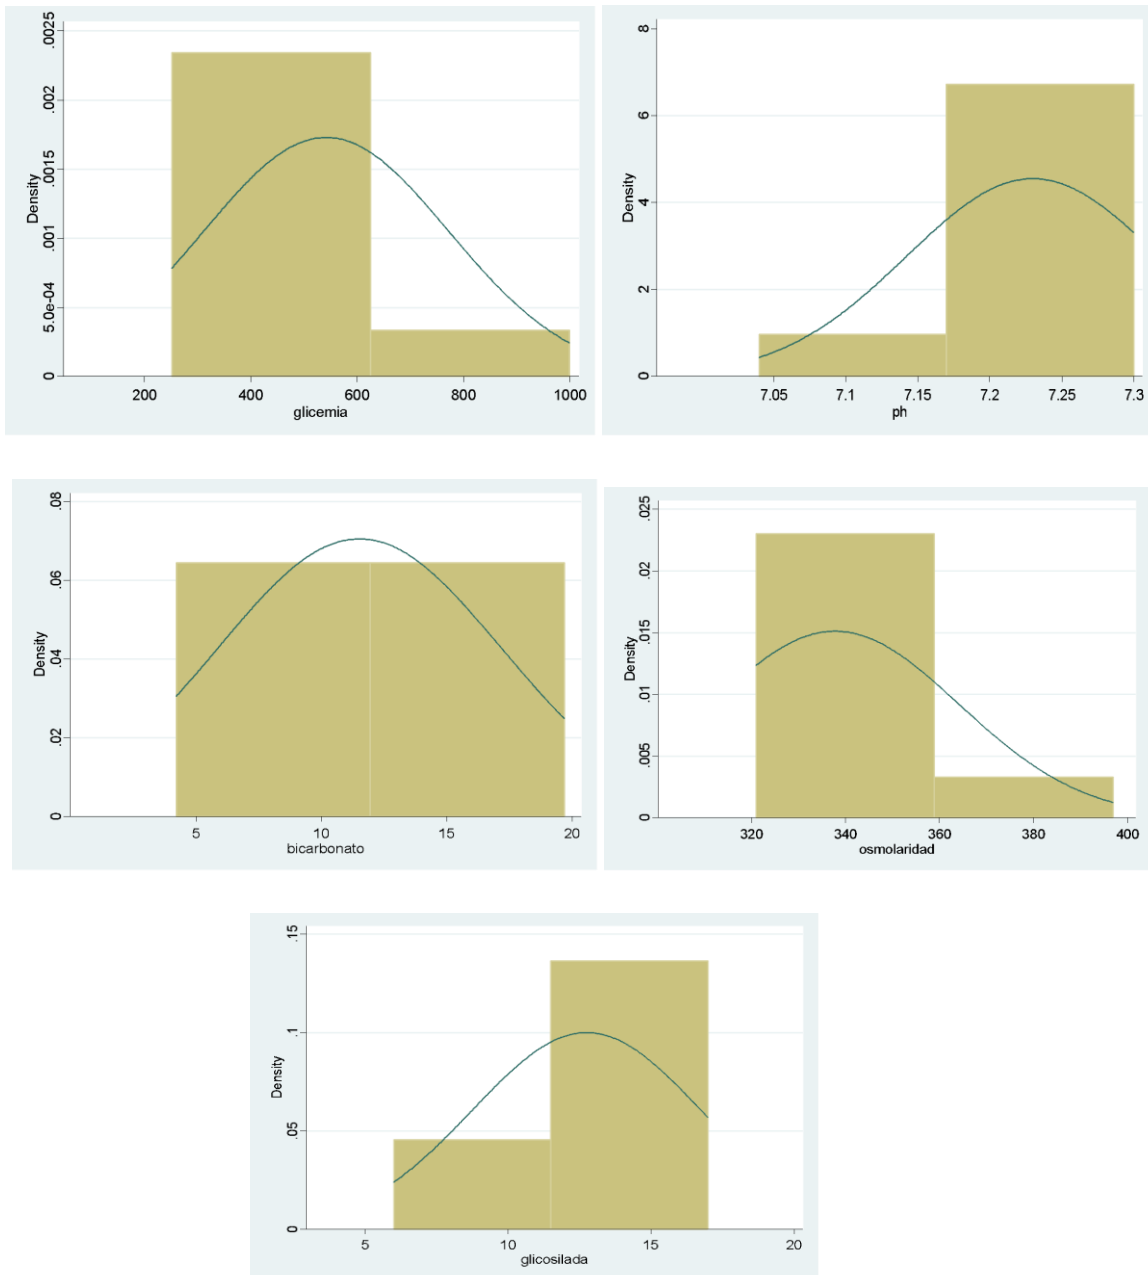 .0025
.002
.0015
.001
5.0e-04
0
Density
200 400 600 800 1000
glicemia
8
6
4
2
0
Density
7.05 7.1 7.15 7.2 7.25 7.3
ph
.08
.06
.04
.02
0
Density
5 10 15 20
bicarbonato
.025
.02
.015
.01
.005
0
Density
320 340 360 380 400
osmolaridad
.15
.1
.05
0
Density
5 10 15 20
glicosilada